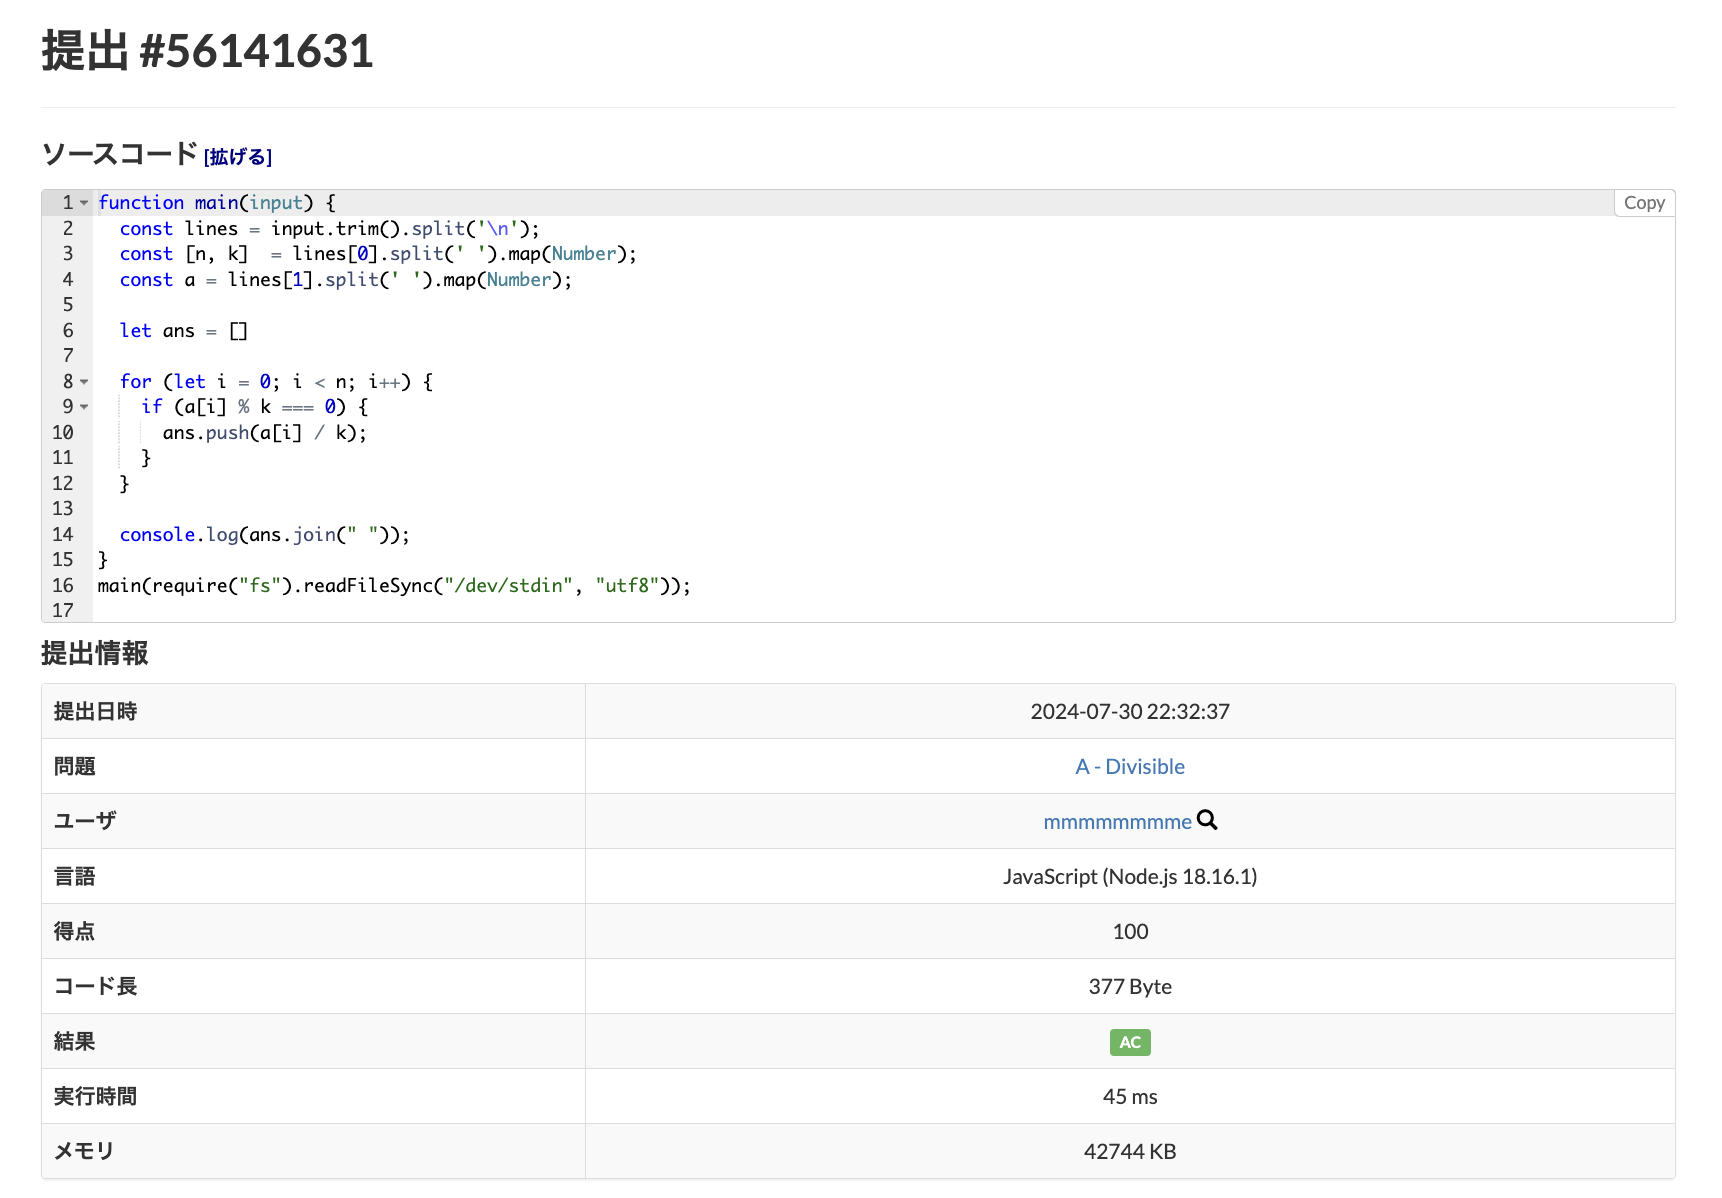 提出 #56141631
ソースコード [拡げる]
Copy
1 function main(input) {
2   const lines = input.trim().split('\n');
3   const [n, k]  = lines[0].split(' ').map(Number);
4   const a = lines[1].split(' ').map(Number);
5
6   let ans = []
7
8   for (let i = 0; i < n; i++) {
9     if (a[i] % k === 0) {
10       ans.push(a[i] / k);
11     }
12   }
13
14   console.log(ans.join(" "));
15 }
16 main(require("fs").readFileSync("/dev/stdin", "utf8"));
17
提出情報
提出日時 2024-07-30 22:32:37
問題 A - Divisible
ユーザ mmmmmmmme
言語 JavaScript (Node.js 18.16.1)
得点 100
コード長 377 Byte
結果 AC
実行時間 45 ms
メモリ 42744 KB